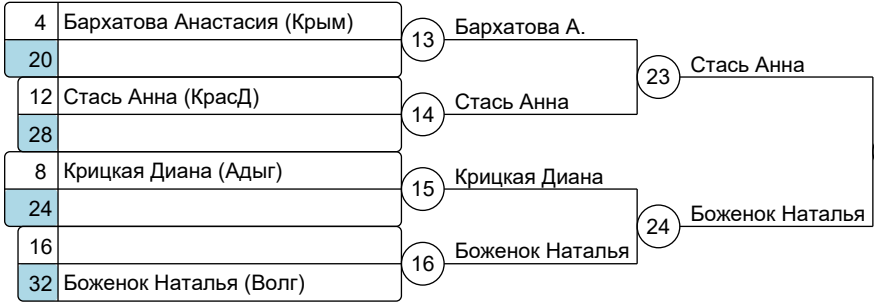 4 Бархатова Анастасия (Крым)
13 Бархатова А.
20
23 Стась Анна
12 Стась Анна (КрасД)
14 Стась Анна
28
8 Крицкая Диана (Адыг)
15 Крицкая Диана
24
24 Боженок Наталья
16
16 Боженок Наталья
32 Боженок Наталья (Волг)